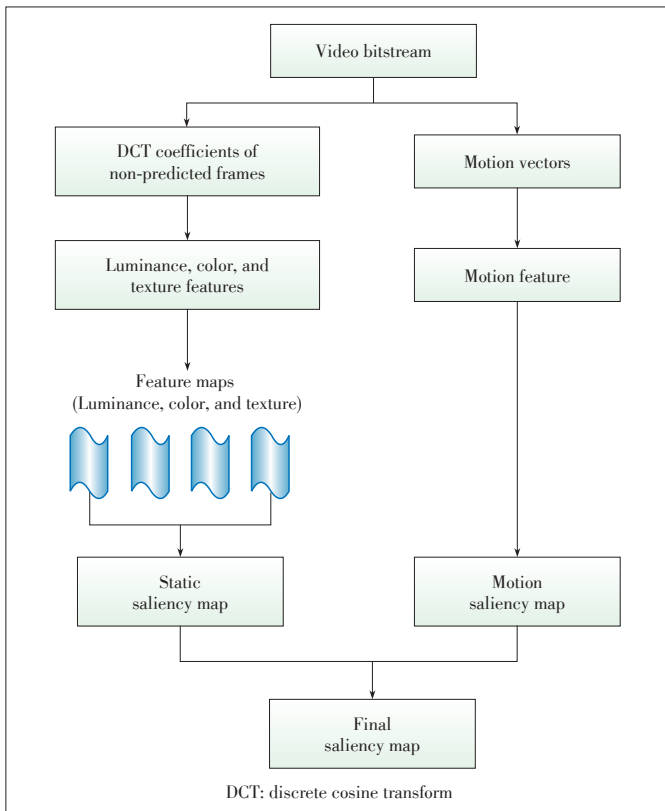 Video bitstream
DCT coefficients of
non-predicted frames
Motion vectors
Luminance, color, and
texture features
Motion feature
Feature maps
(Luminance, color, and texture)
Static
saliency map
Motion
saliency map
Final
saliency map
DCT: discrete cosine transform